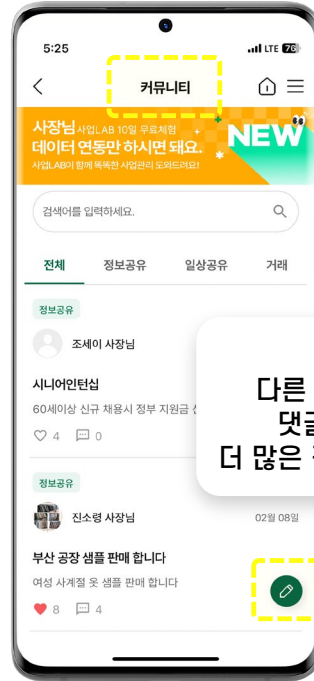 5:25 LTE 76
커뮤니티
사장님 사업LAB 10일 무료체험
데이터 연동만 하시면 돼요. NEW
사업LAB이 함께 똑똑한 사업관리 도와드려요!
검색어를 입력하세요.
전체 정보공유 일상공유 거래
정보공유
조세이 사장님
시니어인턴십
60세이상 신규 채용시 정부 지원금
다른
댓글
더 많은
4 0
정보공유
진소령 사장님 02월 08일
부산 공장 샘플 판매 합니다
여성 사계절 옷 샘플 판매 합니다
8 4